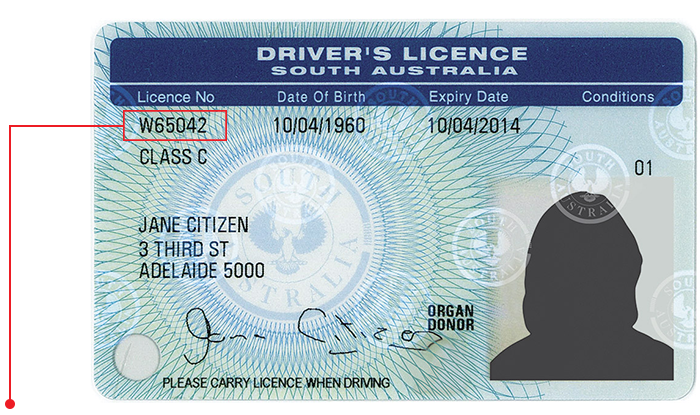 DRIVER'S LICENCE
SOUTH AUSTRALIA
Licence No Date Of Birth Expiry Date Conditions
W65042 10/04/1960 10/04/2014
CLASS C
01
SOUTH AUSTRALIA
SOUTH AUSTRALIA
JANE CITIZEN
3 THIRD ST
ADELAIDE 5000
ORGAN
DONOR
Jane Citizen
PLEASE CARRY LICENCE WHEN DRIVING